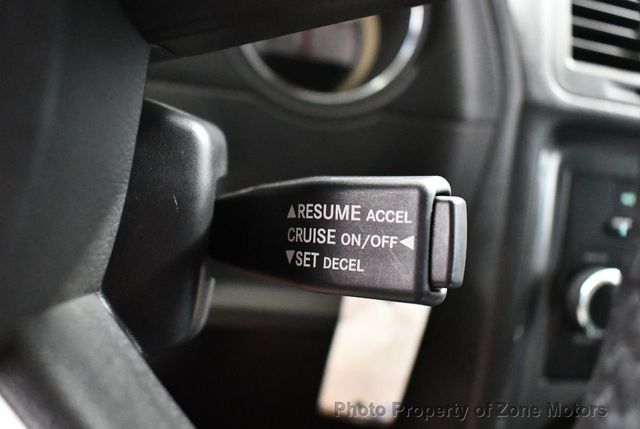 ▲RESUME ACCEL
CRUISE ON/OFF◄
▼SET DECEL
Photo Property of Zone Motors